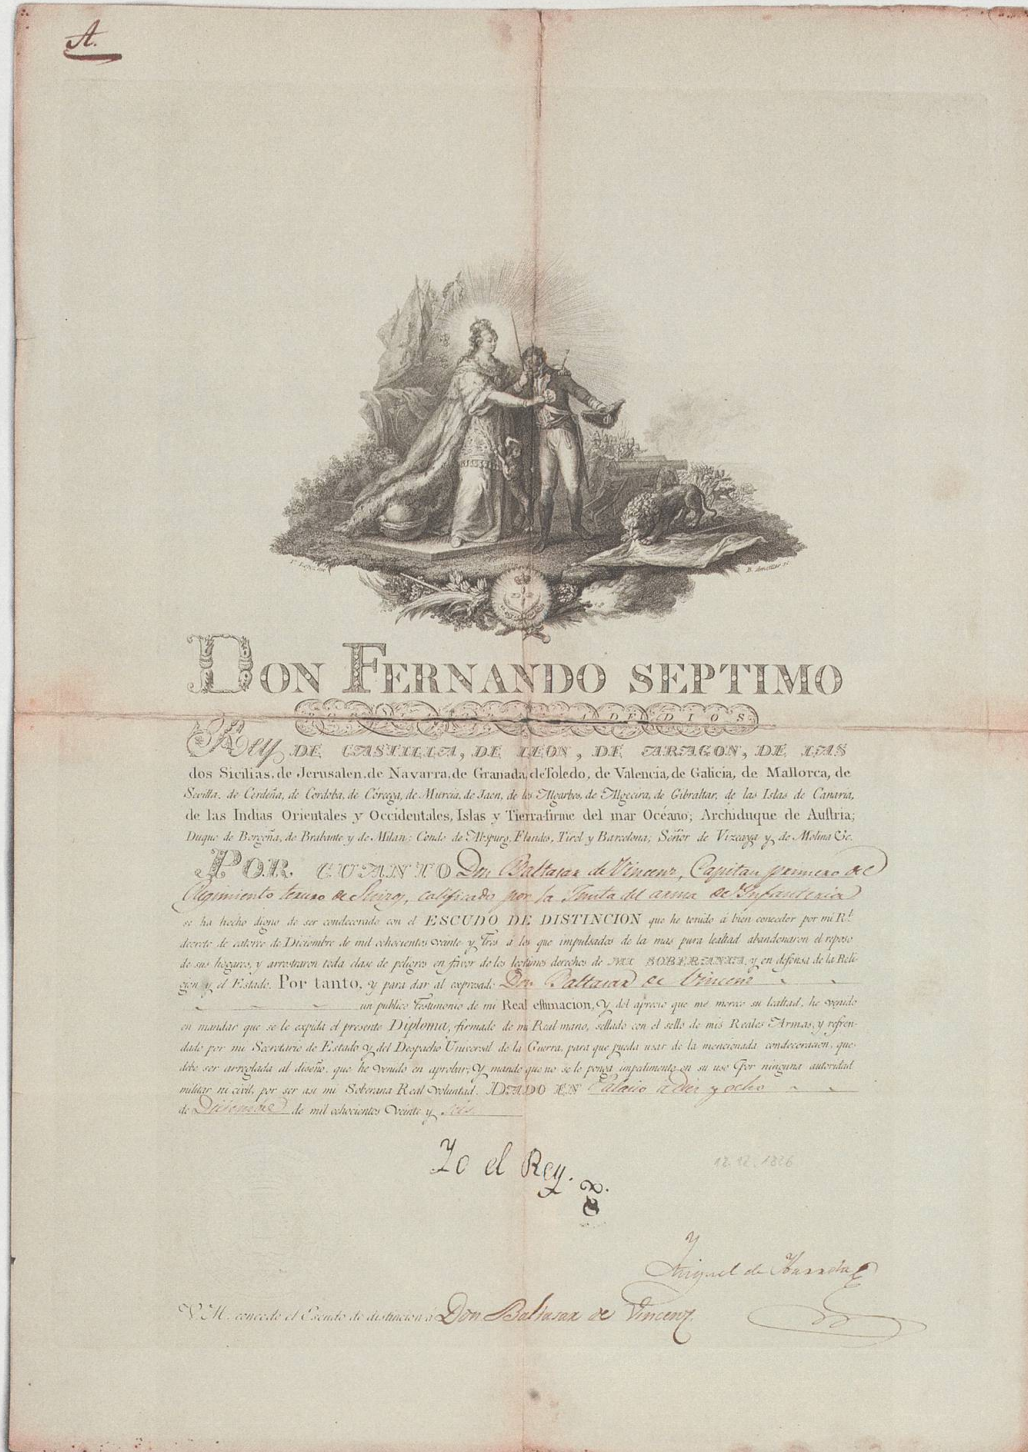 A.
DON FERNANDO SEPTIMO
POR LA GRACIA DE DIOS
Rey DE CASTILLA, DE LEON, DE ARAGON, DE LAS
dos Sicilias, de Jerusalen, de Navarra, de Granada, de Toledo, de Valencia, de Galicia, de Mallorca, de
Sevilla, de Cerdeña, de Cordoba, de Córcega, de Murcia, de Jaen, de los Algarbes, de Algecira, de Gibraltar, de las Islas de Canaria,
de las Indias Orientales y Occidentales, Islas y Tierra-firme del mar Océano; Archiduque de Austria;
Duque de Borgoña, de Brabante y de Milan; Conde de Abspurg, Flandes, Tirol y Barcelona; Señor de Vizcaya y de Molina &c.
POR CUANTO Don Baltasar de Vincenz, Capitan primero del
Regimiento tercero de Suizos, calificado por la Junta del arma de Infanteria
se ha hecho digno de ser condecorado con el ESCUDO DE DISTINCION que he tenido á bien conceder por mi Rl.
decreto de catorce de Diciembre de mil ochocientos veinte y tres á los que impulsados de la mas pura lealtad abandonaron el reposo
de sus hogares, y arrostraron toda clase de peligros en favor de los legitimos derechos de MI SOBERANIA, y en defensa de la Reli-
gion y el Estado. Por tanto, y para dar al expresado Don Baltasar de Vincenz
un publico testimonio de mi Real estimacion, y del aprecio que me merece su lealtad, he venido
en mandar que se le expida el presente Diploma, firmado de mi Real mano, sellado con el sello de mis Reales Armas, y refren-
dado por mi Secretario de Estado y del Despacho Universal de la Guerra, para que pueda usar de la mencionada condecoracion, que
debe ser arreglada al diseño, que he venido en aprobar; y mando que no se le ponga impedimento en su uso por ninguna autoridad
militar ni civil, por ser asi mi Soberana Real Voluntad. DADO EN Palacio a diez y ocho
de Diciembre de mil ochocientos veinte y seis
Yo el Rey.
12.12.1826
Miguel de
V. M. concede el Escudo de distincion á Don Baltasar de Vincenz